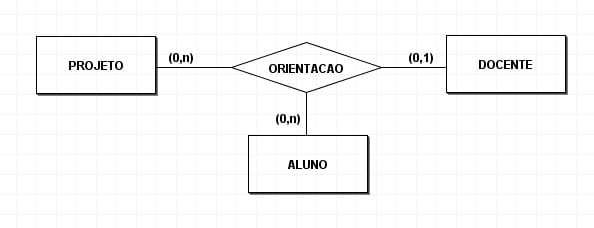 PROJETO
(0,n)
ORIENTACAO
(0,1)
DOCENTE
(0,n)
ALUNO